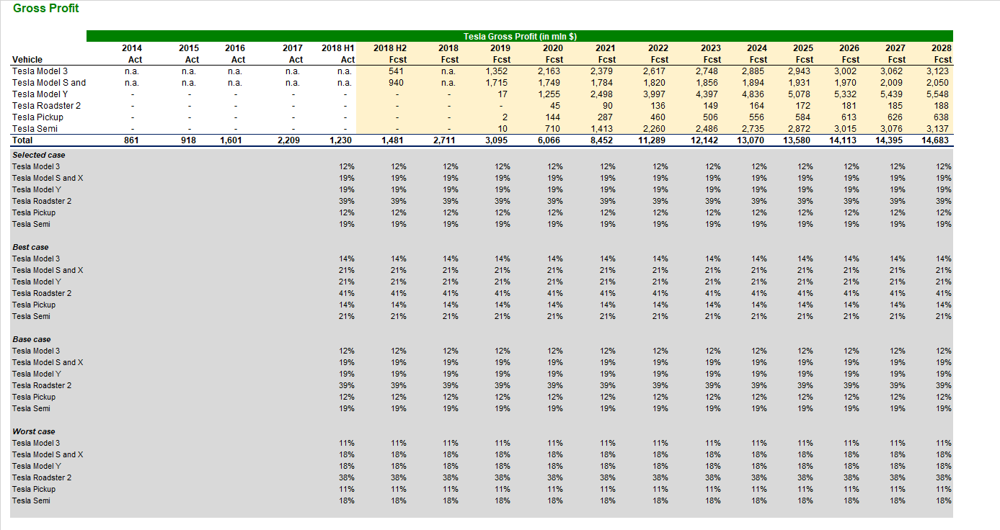 Gross Profit
Tesla Gross Profit (in mln $)
2014 2015 2016 2017 2018 H1 2018 H2 2018 2019 2020 2021 2022 2023 2024 2025 2026 2027 2028
Vehicle Act Act Act Act Act Fcst Fcst Fcst Fcst Fcst Fcst Fcst Fcst Fcst Fcst Fcst Fcst
Tesla Model 3 n.a. n.a. n.a. n.a. n.a. 541 n.a. 1,352 2,163 2,379 2,617 2,748 2,885 2,943 3,002 3,062 3,123
Tesla Model S and n.a. n.a. n.a. n.a. n.a. 940 n.a. 1,715 1,749 1,784 1,820 1,856 1,894 1,931 1,970 2,009 2,050
Tesla Model Y - - - - - - - 17 1,255 2,498 3,997 4,397 4,836 5,078 5,332 5,439 5,548
Tesla Roadster 2 - - - - - - - - 45 90 136 149 164 172 181 185 188
Tesla Pickup - - - - - - - 2 144 287 460 506 556 584 613 626 638
Tesla Semi - - - - - - - 10 710 1,413 2,260 2,486 2,735 2,872 3,015 3,076 3,137
Total 861 918 1,601 2,209 1,230 1,481 2,711 3,095 6,066 8,452 11,289 12,142 13,070 13,580 14,113 14,395 14,683
Selected case
Tesla Model 3 12% 12% 12% 12% 12% 12% 12% 12% 12% 12% 12% 12% 12%
Tesla Model S and X 19% 19% 19% 19% 19% 19% 19% 19% 19% 19% 19% 19% 19%
Tesla Model Y 19% 19% 19% 19% 19% 19% 19% 19% 19% 19% 19% 19% 19%
Tesla Roadster 2 39% 39% 39% 39% 39% 39% 39% 39% 39% 39% 39% 39% 39%
Tesla Pickup 12% 12% 12% 12% 12% 12% 12% 12% 12% 12% 12% 12% 12%
Tesla Semi 19% 19% 19% 19% 19% 19% 19% 19% 19% 19% 19% 19% 19%
Best case
Tesla Model 3 14% 14% 14% 14% 14% 14% 14% 14% 14% 14% 14% 14% 14%
Tesla Model S and X 21% 21% 21% 21% 21% 21% 21% 21% 21% 21% 21% 21% 21%
Tesla Model Y 21% 21% 21% 21% 21% 21% 21% 21% 21% 21% 21% 21% 21%
Tesla Roadster 2 41% 41% 41% 41% 41% 41% 41% 41% 41% 41% 41% 41% 41%
Tesla Pickup 14% 14% 14% 14% 14% 14% 14% 14% 14% 14% 14% 14% 14%
Tesla Semi 21% 21% 21% 21% 21% 21% 21% 21% 21% 21% 21% 21% 21%
Base case
Tesla Model 3 12% 12% 12% 12% 12% 12% 12% 12% 12% 12% 12% 12% 12%
Tesla Model S and X 19% 19% 19% 19% 19% 19% 19% 19% 19% 19% 19% 19% 19%
Tesla Model Y 19% 19% 19% 19% 19% 19% 19% 19% 19% 19% 19% 19% 19%
Tesla Roadster 2 39% 39% 39% 39% 39% 39% 39% 39% 39% 39% 39% 39% 39%
Tesla Pickup 12% 12% 12% 12% 12% 12% 12% 12% 12% 12% 12% 12% 12%
Tesla Semi 19% 19% 19% 19% 19% 19% 19% 19% 19% 19% 19% 19% 19%
Worst case
Tesla Model 3 11% 11% 11% 11% 11% 11% 11% 11% 11% 11% 11% 11% 11%
Tesla Model S and X 18% 18% 18% 18% 18% 18% 18% 18% 18% 18% 18% 18% 18%
Tesla Model Y 18% 18% 18% 18% 18% 18% 18% 18% 18% 18% 18% 18% 18%
Tesla Roadster 2 38% 38% 38% 38% 38% 38% 38% 38% 38% 38% 38% 38% 38%
Tesla Pickup 11% 11% 11% 11% 11% 11% 11% 11% 11% 11% 11% 11% 11%
Tesla Semi 18% 18% 18% 18% 18% 18% 18% 18% 18% 18% 18% 18% 18%